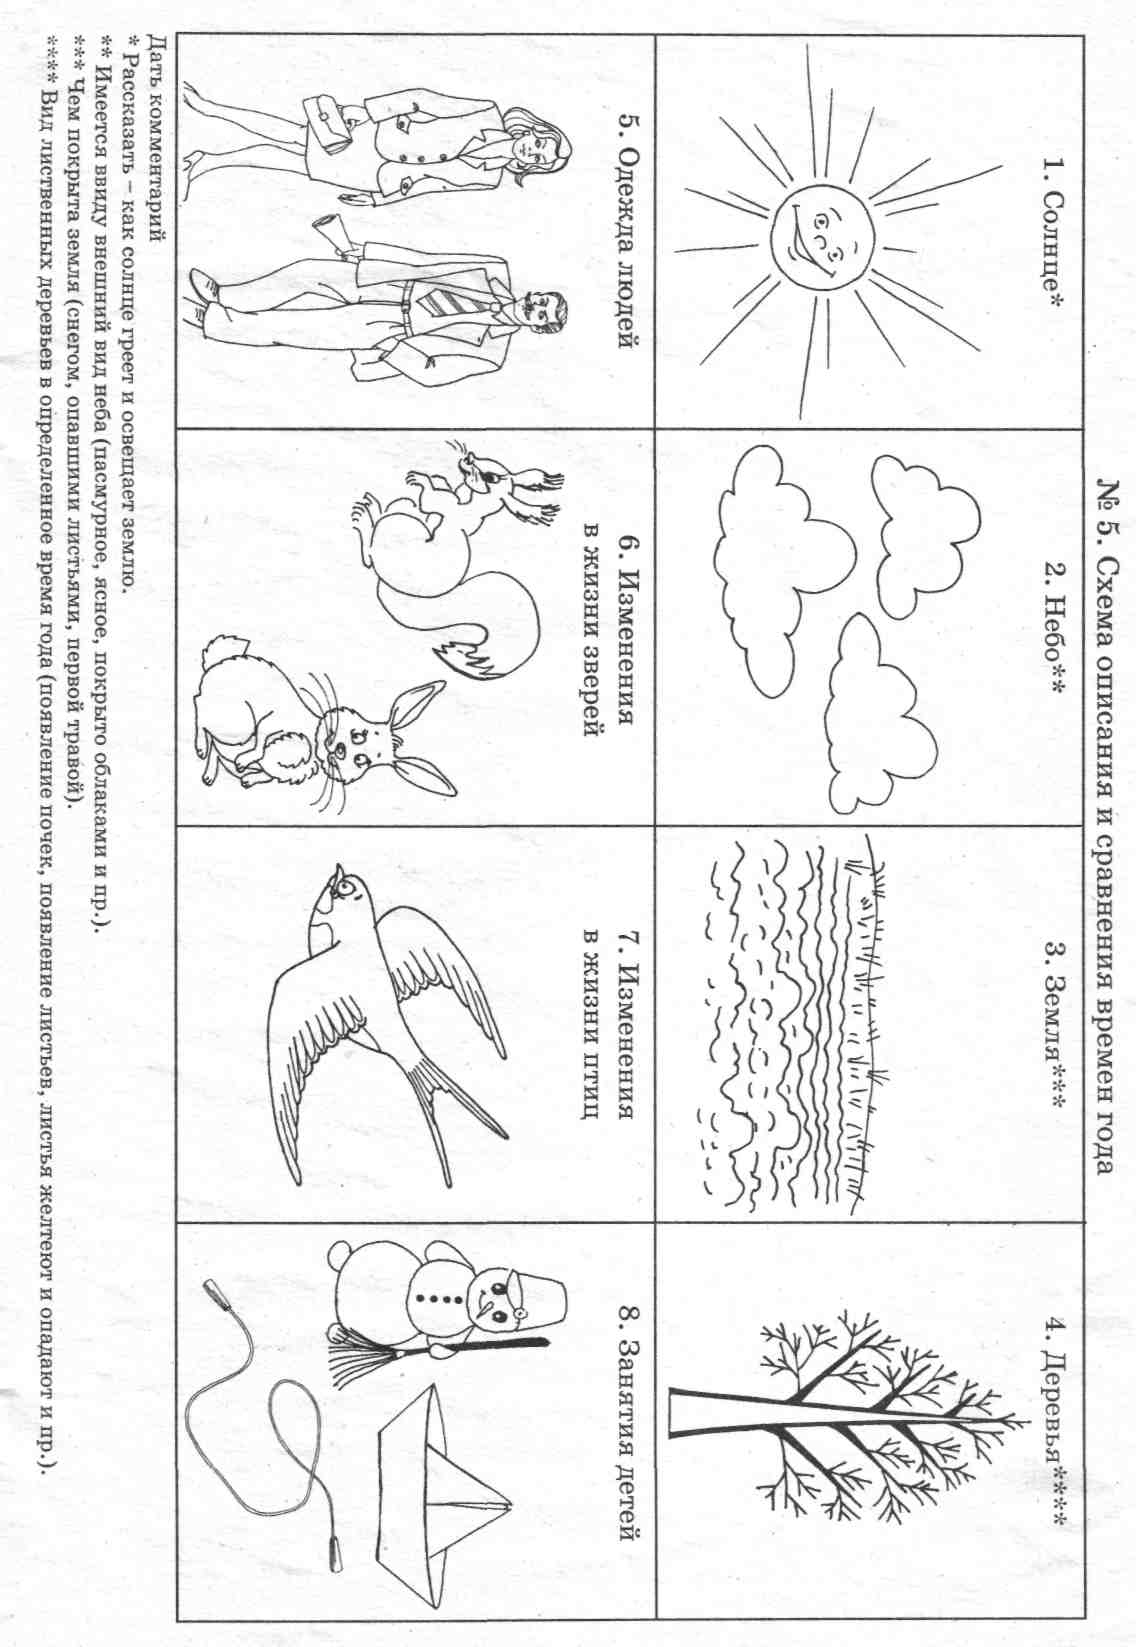 № 5. Схема описания и сравнения времен года
1. Солнце*
2. Небо**
3. Земля***
4. Деревья****
5. Одежда людей
6. Изменения
в жизни зверей
7. Изменения
в жизни птиц
8. Занятия детей
Дать комментарий
* Рассказать – как солнце греет и освещает землю.
** Имеется ввиду внешний вид неба (пасмурное, ясное, покрыто облаками и пр.).
*** Чем покрыта земля (снегом, опавшими листьями, первой травой).
**** Вид лиственных деревьев в определенное время года (появление почек, появление листьев, листья желтеют и опадают и пр.).